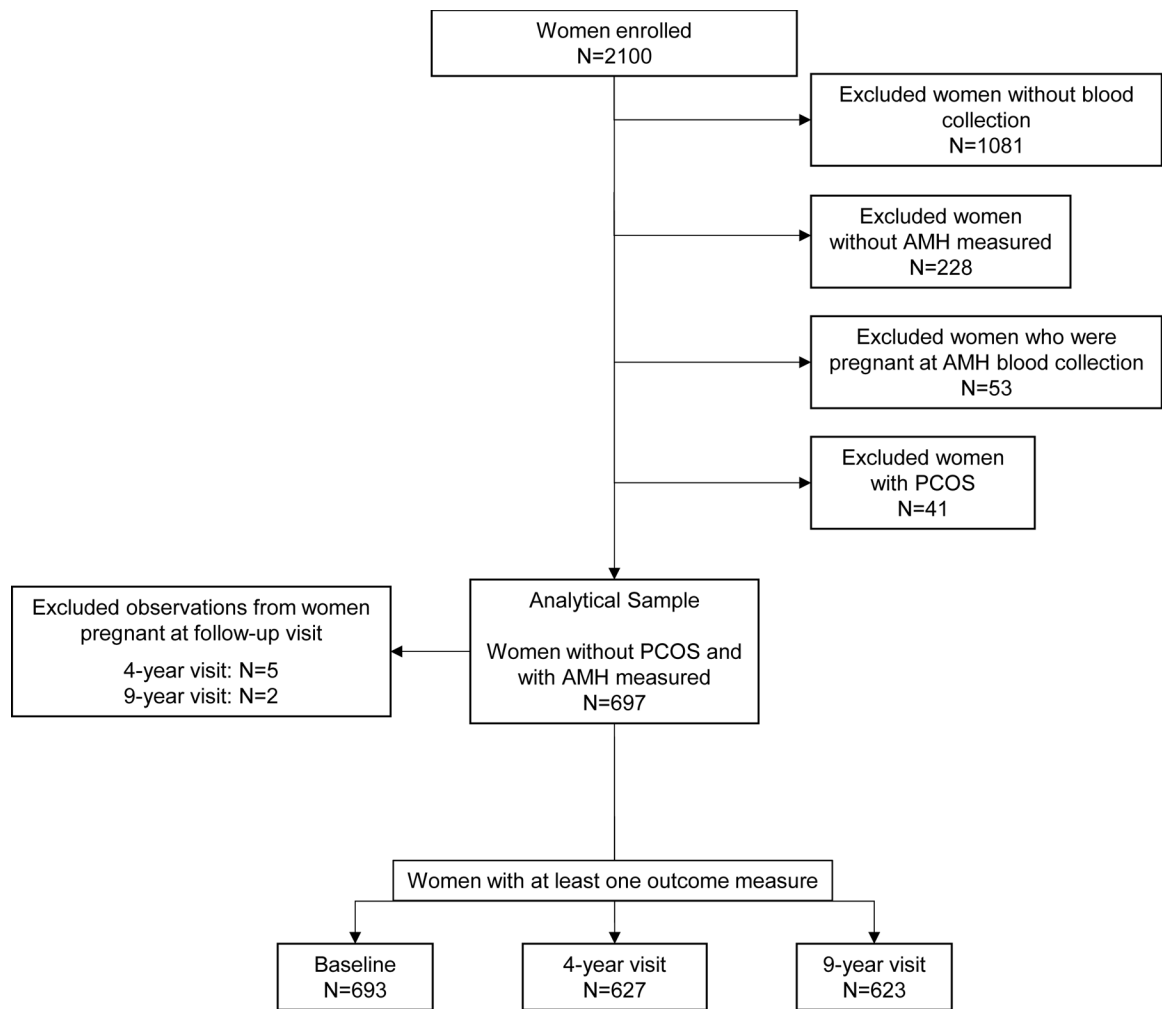 Women enrolled
N=2100
Excluded women without blood
collection
N=1081
Excluded women
without AMH measured
N=228
Excluded women who were
pregnant at AMH blood collection
N=53
Excluded women
with PCOS
N=41
Analytical Sample
Women without PCOS and
with AMH measured
N=697
Excluded observations from women
pregnant at follow-up visit
4-year visit: N=5
9-year visit: N=2
Women with at least one outcome measure
Baseline
N=693
4-year visit
N=627
9-year visit
N=623